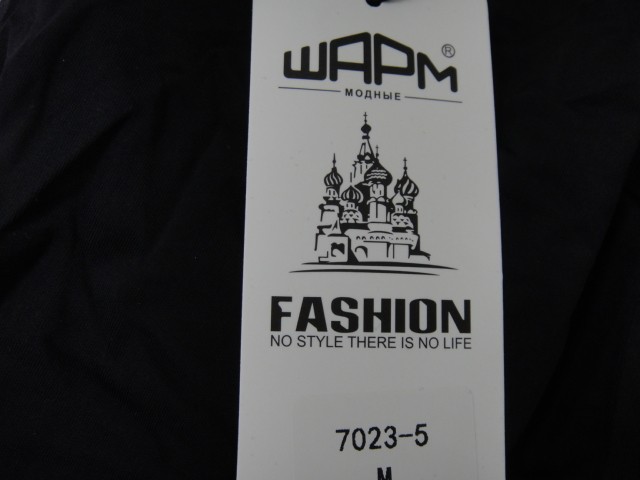 ШАРМ ®
МОДНЫЕ
FASHION
NO STYLE THERE IS NO LIFE
7023-5
M